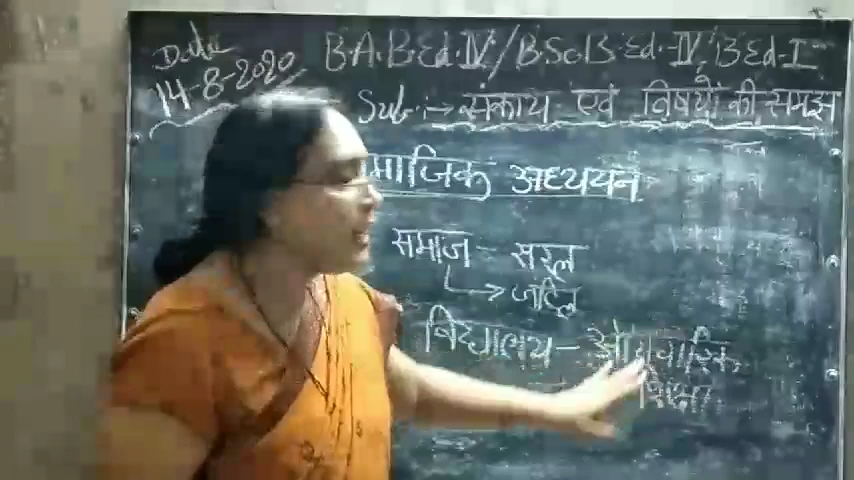 Date
14-8-2020
B.A.B.Ed.IV/B.ScB.Ed.-IV, B Ed-I
Sub:→ संकाय एवं विषयों की समझ
माजिक अध्ययन
समाज - सरल
→ जटिल
विद्यालय - औपचारिक
शिक्षा